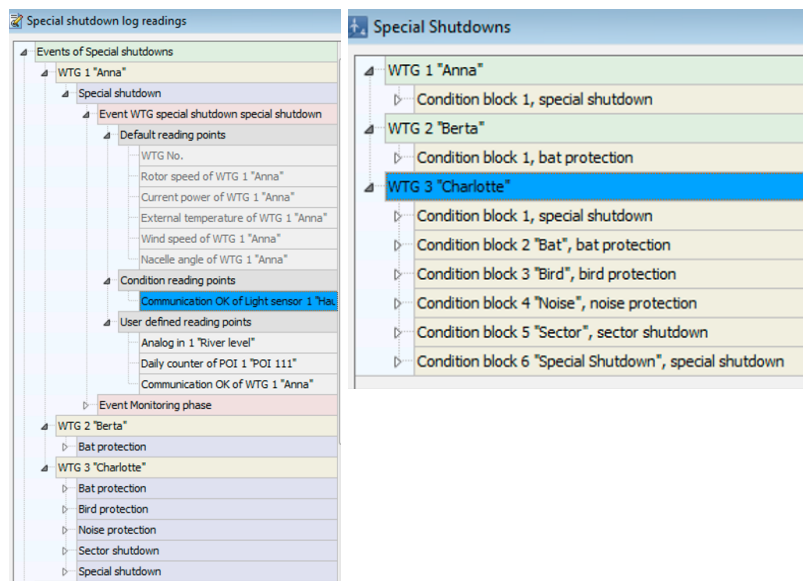 Special shutdown log readings
Events of Special shutdowns
WTG 1 "Anna"
Special shutdown
Event WTG special shutdown special shutdown
Default reading points
WTG No.
Rotor speed of WTG 1 "Anna"
Current power of WTG 1 "Anna"
External temperature of WTG 1 "Anna"
Wind speed of WTG 1 "Anna"
Nacelle angle of WTG 1 "Anna"
Condition reading points
Communication OK of Light sensor 1 "Hau
User defined reading points
Analog in 1 "River level"
Daily counter of POI 1 "POI 111"
Communication OK of WTG 1 "Anna"
Event Monitoring phase
WTG 2 "Berta"
Bat protection
WTG 3 "Charlotte"
Bat protection
Bird protection
Noise protection
Sector shutdown
Special shutdown
Special Shutdowns
WTG 1 "Anna"
Condition block 1, special shutdown
WTG 2 "Berta"
Condition block 1, bat protection
WTG 3 "Charlotte"
Condition block 1, special shutdown
Condition block 2 "Bat", bat protection
Condition block 3 "Bird", bird protection
Condition block 4 "Noise", noise protection
Condition block 5 "Sector", sector shutdown
Condition block 6 "Special Shutdown", special shutdown